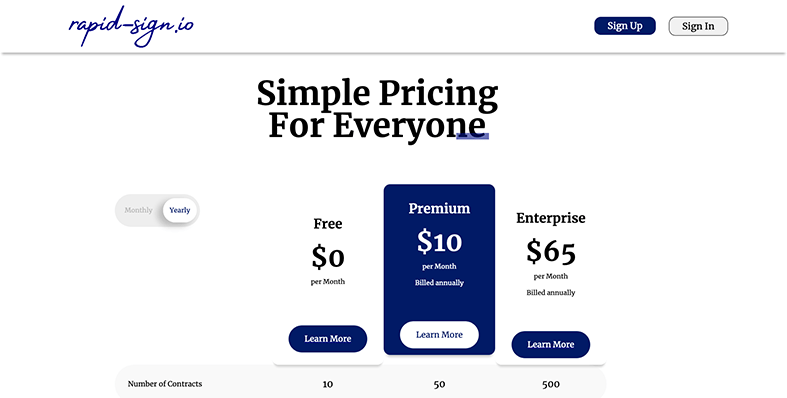 rapid-sign.io
Sign Up
Sign In
Simple Pricing
For Everyone
Monthly
Yearly
Free
$0
per Month
Learn More
Premium
$10
per Month
Billed annually
Learn More
Enterprise
$65
per Month
Billed annually
Learn More
Number of Contracts 10 50 500